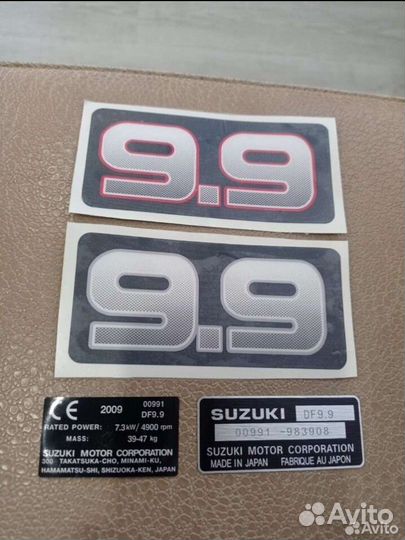 9.9
9.9
CE 2009 00991
DF9.9
RATED POWER: 7.3kW/4900 rpm
MASS: 39-47 kg
SUZUKI MOTOR CORPORATION
300 TAKATSUKA-CHO, MINAMI-KU,
HAMAMATSU-SHI, SHIZUOKA-KEN, JAPAN
SUZUKI DF9.9
00991 -983908
SUZUKI MOTOR CORPORATION
MADE IN JAPAN FABRIQUÉ AU JAPON
Avito
Avito